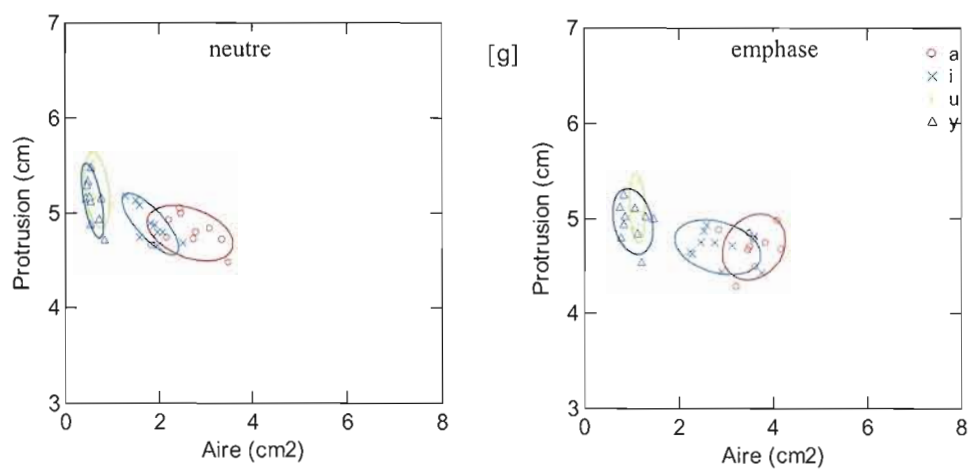 neutre
7
6
5
4
3
Protrusion (cm)
0 2 4 6 8
Aire (cm2)
[g]
emphase
a
i
u
y
7
6
5
4
3
Protrusion (cm)
0 2 4 6 8
Aire (cm2)